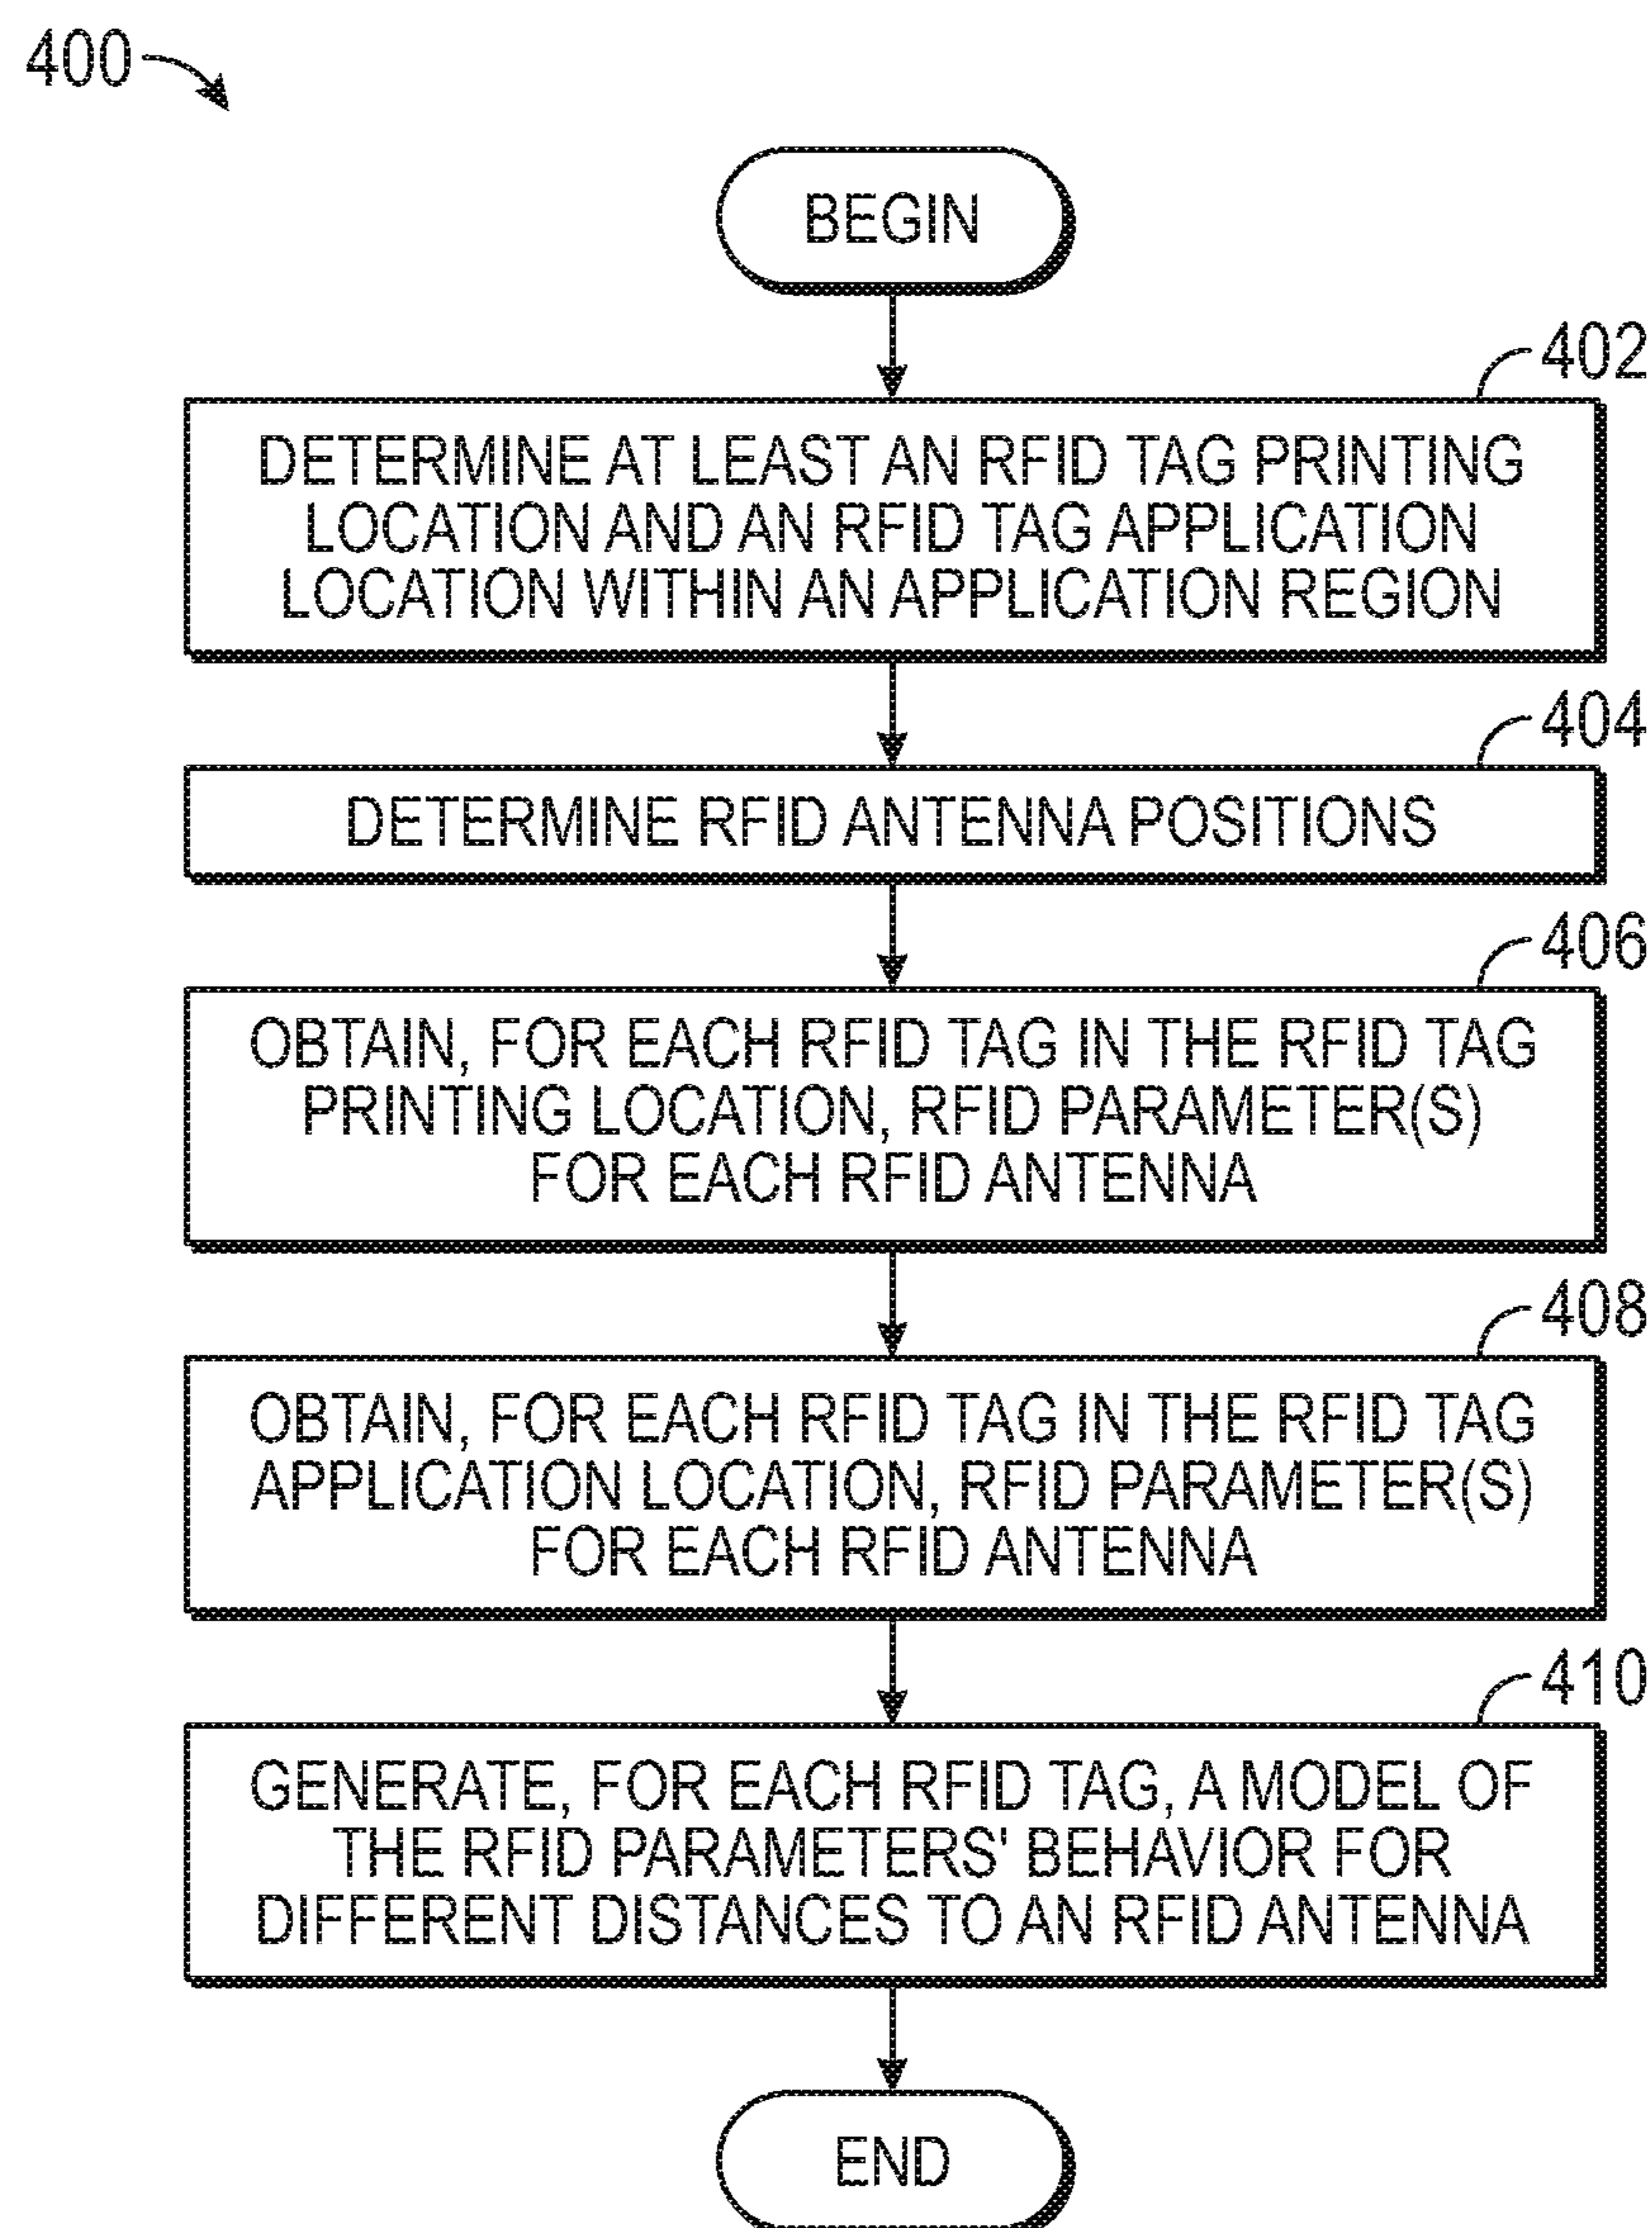 400
BEGIN
402
DETERMINE AT LEAST AN RFID TAG PRINTING
LOCATION AND AN RFID TAG APPLICATION
LOCATION WITHIN AN APPLICATION REGION
404
DETERMINE RFID ANTENNA POSITIONS
406
OBTAIN, FOR EACH RFID TAG IN THE RFID TAG
PRINTING LOCATION, RFID PARAMETER(S)
FOR EACH RFID ANTENNA
408
OBTAIN, FOR EACH RFID TAG IN THE RFID TAG
APPLICATION LOCATION, RFID PARAMETER(S)
FOR EACH RFID ANTENNA
410
GENERATE, FOR EACH RFID TAG, A MODEL OF
THE RFID PARAMETERS' BEHAVIOR FOR
DIFFERENT DISTANCES TO AN RFID ANTENNA
END